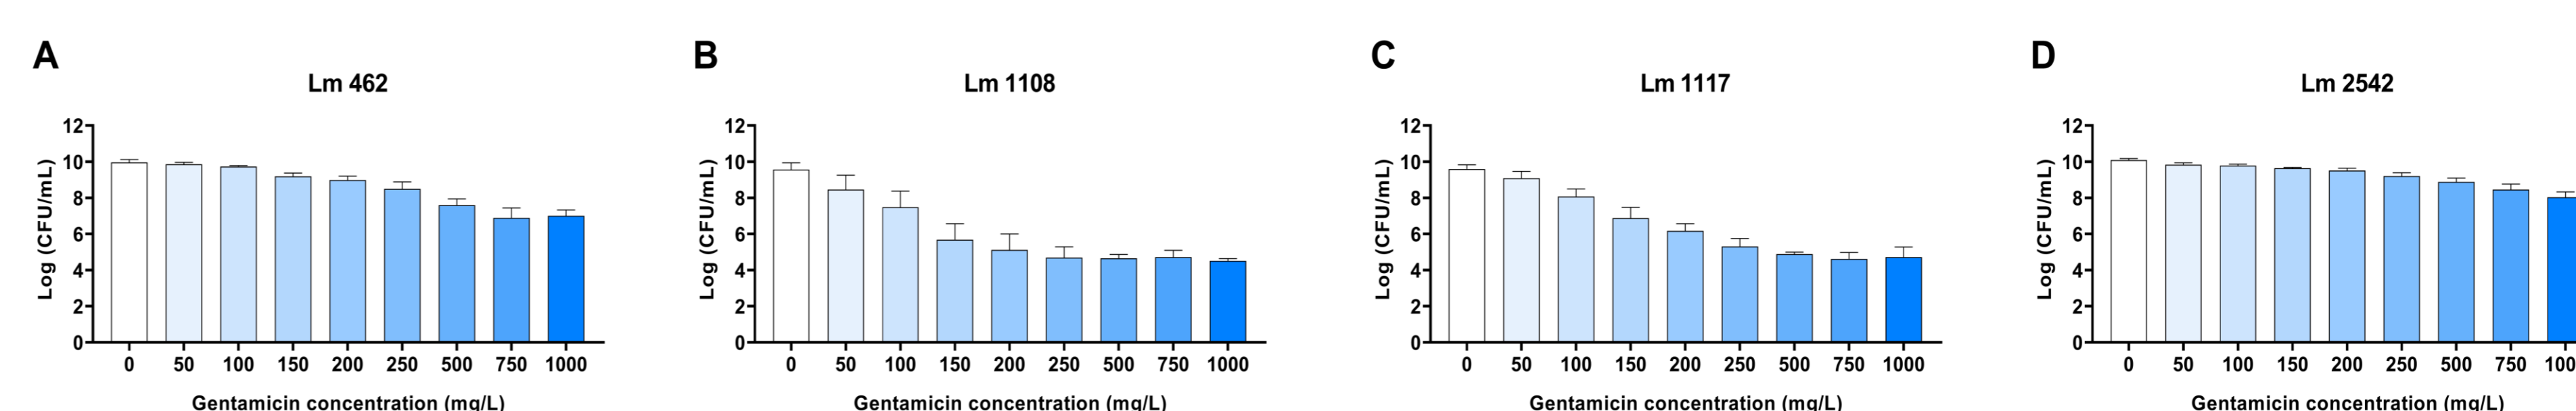 A
Lm 462
Log (CFU/mL)
12
10
8
6
4
2
0
0 50 100 150 200 250 500 750 1000
Gentamicin concentration (mg/L)
B
Lm 1108
Log (CFU/mL)
12
10
8
6
4
2
0
0 50 100 150 200 250 500 750 1000
Gentamicin concentration (mg/L)
C
Lm 1117
Log (CFU/mL)
12
10
8
6
4
2
0
0 50 100 150 200 250 500 750 1000
Gentamicin concentration (mg/L)
D
Lm 2542
Log (CFU/mL)
12
10
8
6
4
2
0
0 50 100 150 200 250 500 750 100
Gentamicin concentration (mg/L)